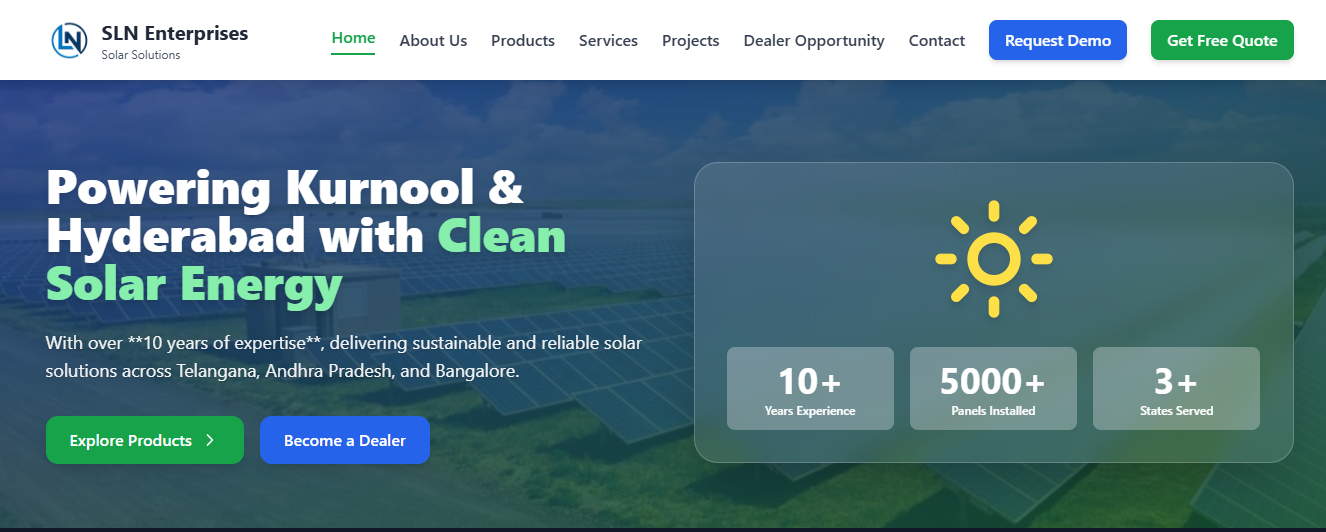 SLN Enterprises
Solar Solutions
Home
About Us
Products
Services
Projects
Dealer Opportunity
Contact
Request Demo
Get Free Quote
Powering Kurnool &
Hyderabad with Clean
Solar Energy
With over **10 years of expertise**, delivering sustainable and reliable solar
solutions across Telangana, Andhra Pradesh, and Bangalore.
Explore Products
Become a Dealer
10+
Years Experience
5000+
Panels Installed
3+
States Served